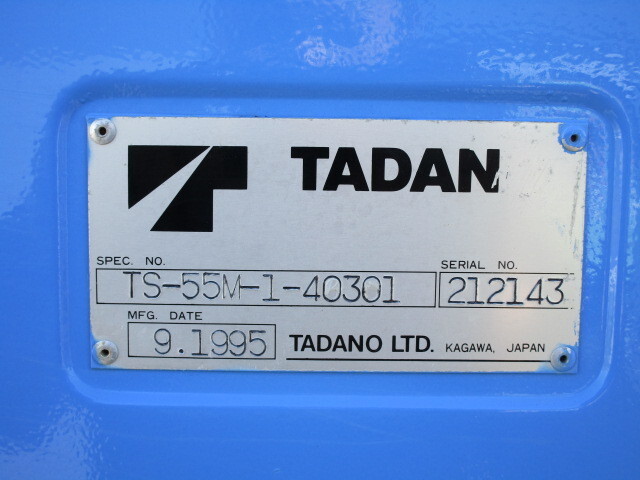 TADAN
SPEC. NO. SERIAL NO.
TS-55M-1-40301 212143
MFG. DATE
9.1995 TADANO LTD. KAGAWA, JAPAN